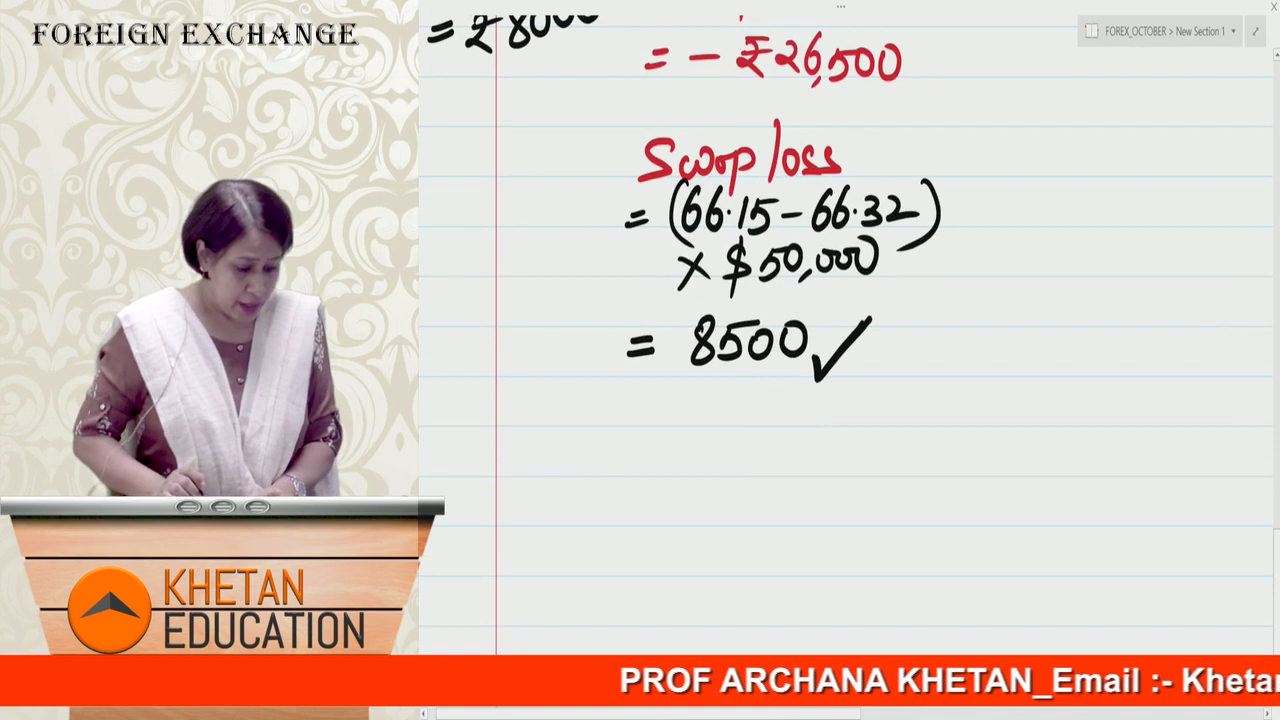 FOREIGN EXCHANGE
FOREX_OCTOBER > New Section 1
= ₹ 8000
= - ₹26,500
Swap loss
= (66.15 - 66.32)
x $50,000
= 8500 ✓
KHETAN
EDUCATION
PROF ARCHANA KHETAN_Email :- Khetan